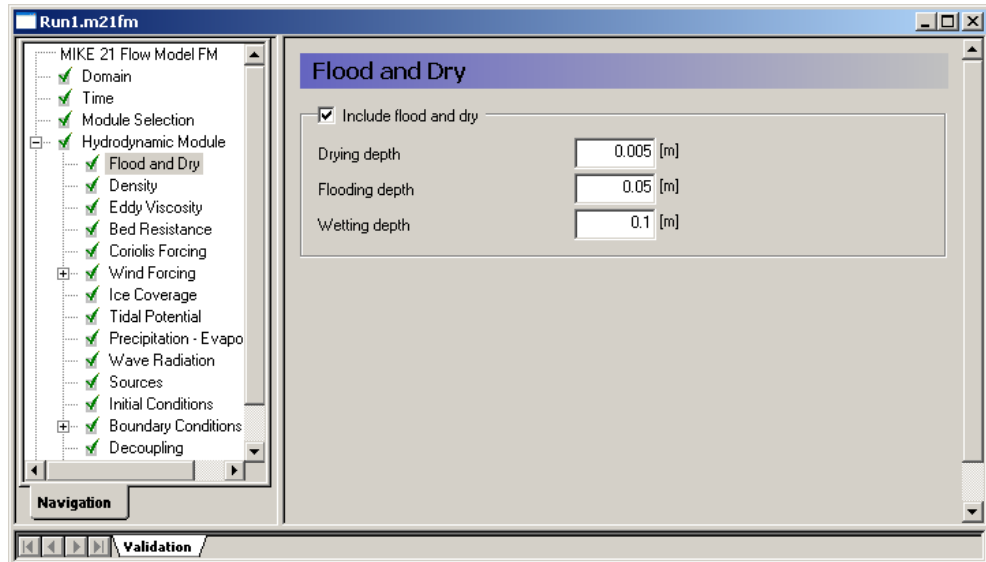 Run1.m21fm
MIKE 21 Flow Model FM
Domain
Time
Module Selection
Hydrodynamic Module
Flood and Dry
Density
Eddy Viscosity
Bed Resistance
Coriolis Forcing
Wind Forcing
Ice Coverage
Tidal Potential
Precipitation - Evapo
Wave Radiation
Sources
Initial Conditions
Boundary Conditions
Decoupling
Navigation
Flood and Dry
Include flood and dry
Drying depth 0.005 [m]
Flooding depth 0.05 [m]
Wetting depth 0.1 [m]
Validation